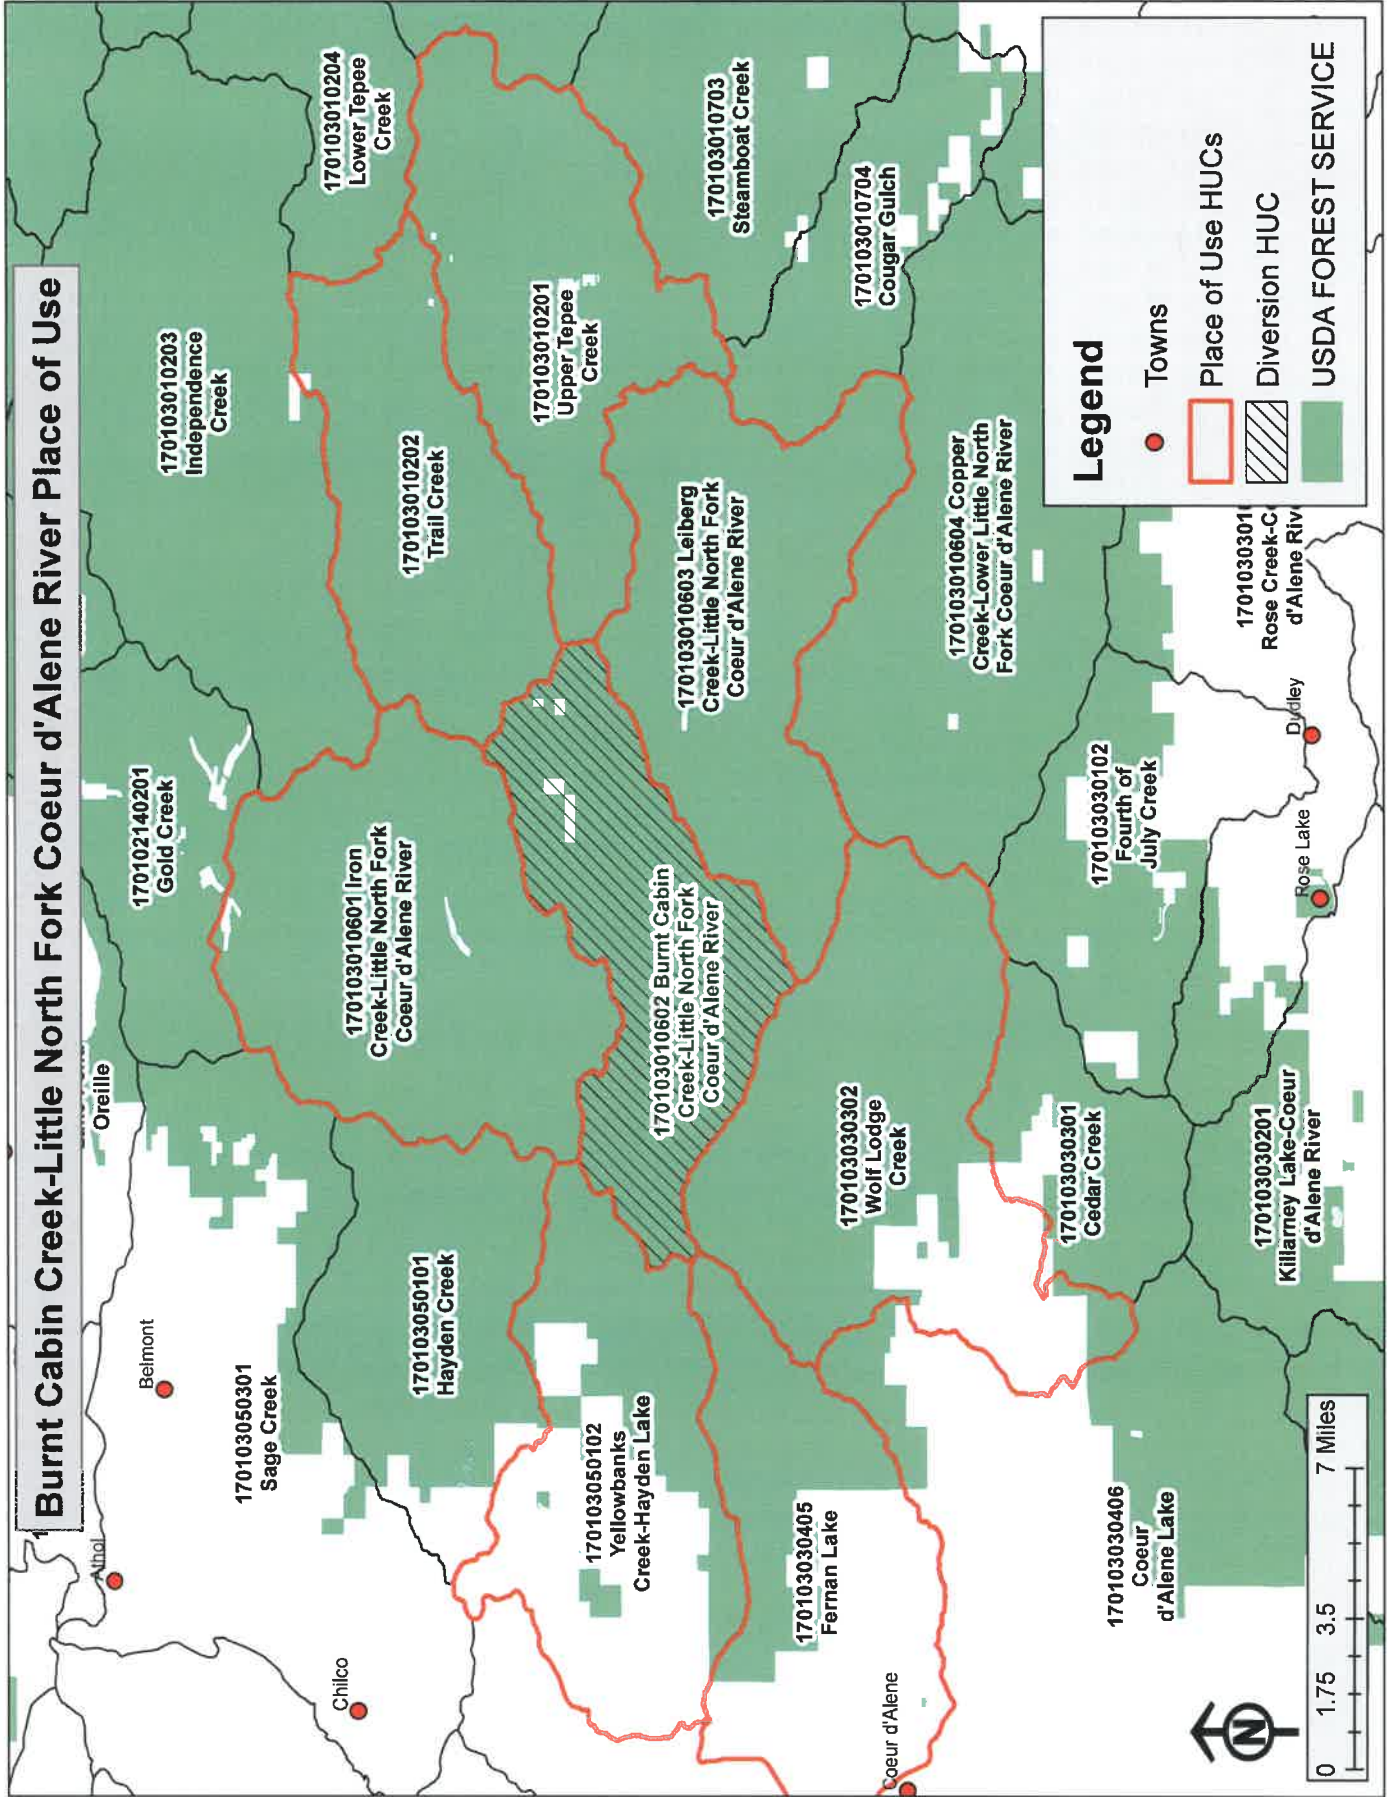 Burnt Cabin Creek-Little North Fork Coeur d'Alene River Place of Use
Athol
Belmont
Oreille
170102140201
Gold Creek
170103010203
Independence
Creek
170103010204
Lower Tepee
Creek
170103050301
Sage Creek
Chilco
170103050101
Hayden Creek
170103010601 Iron
Creek-Little North Fork
Coeur d'Alene River
170103010202
Trail Creek
170103010201
Upper Tepee
Creek
170103050102
Yellowbanks
Creek-Hayden Lake
170103010602 Burnt Cabin
Creek-Little North Fork
Coeur d'Alene River
170103010603 Leiberg
Creek-Little North Fork
Coeur d'Alene River
170103010703
Steamboat Creek
170103030405
Fernan Lake
170103030302
Wolf Lodge
Creek
170103010704
Cougar Gulch
Coeur d'Alene
170103010604 Copper
Creek-Lower Little North
Fork Coeur d'Alene River
170103030301
Cedar Creek
170103030102
Fourth of
July Creek
170103030406
Coeur
d'Alene Lake
170103030201
Killarney Lake-Coeur
d'Alene River
Rose Lake
Dudley
1701030301
Rose Creek-Co
d'Alene Rive
N
0 1.75 3.5 7 Miles
Legend
Towns
Place of Use HUCs
Diversion HUC
USDA FOREST SERVICE